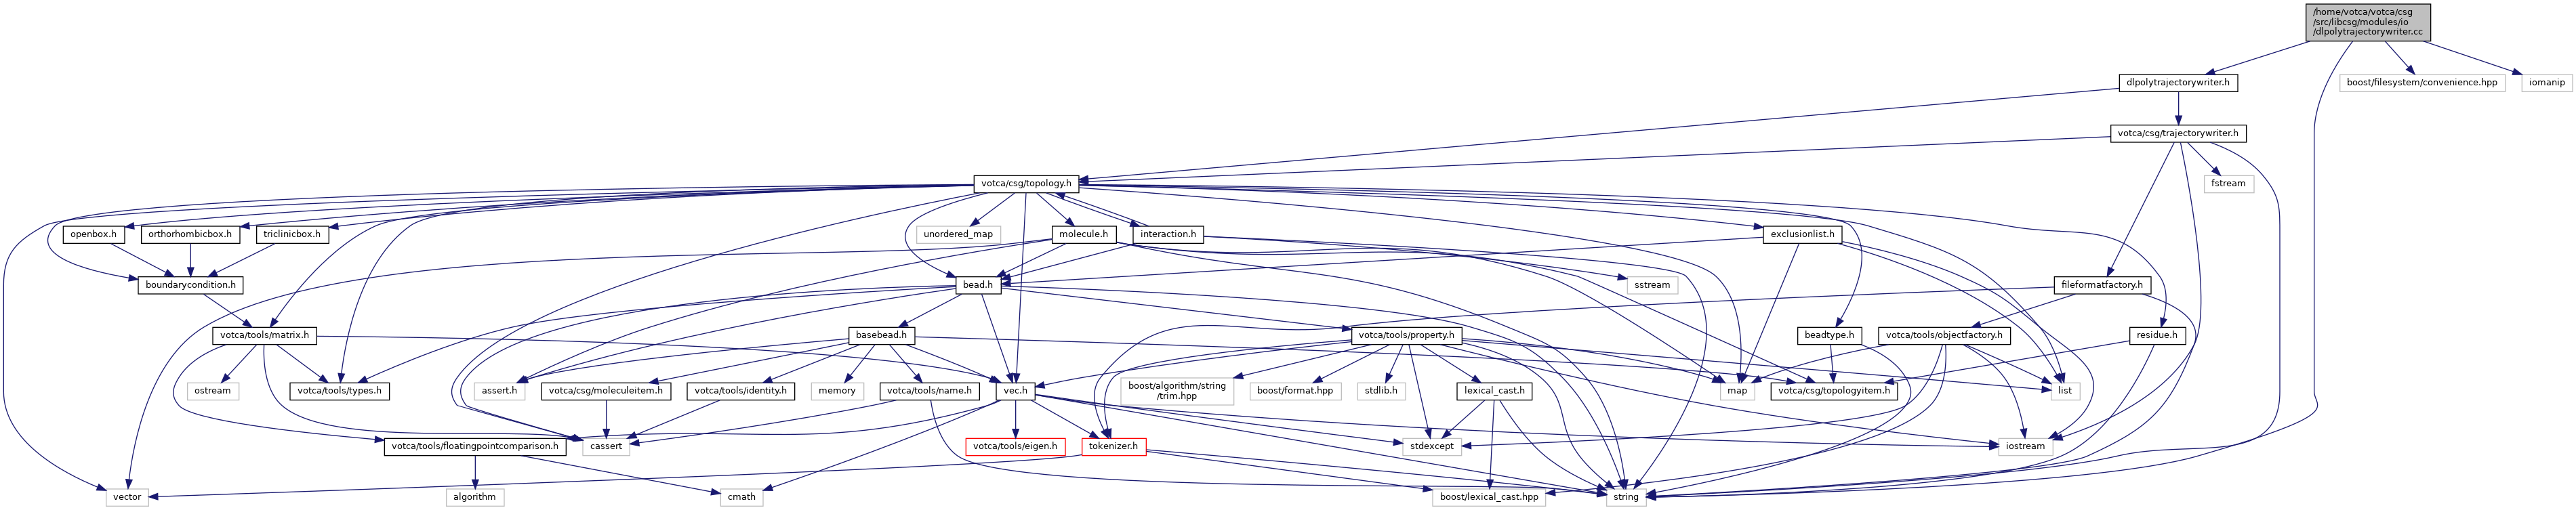 /home/votca/votca/csg
/src/libcsg/modules/io
/dlpolytrajectorywriter.cc
dlpolytrajectorywriter.h
boost/filesystem/convenience.hpp
iomanip
votca/csg/trajectorywriter.h
votca/csg/topology.h
fstream
openbox.h
orthorhombicbox.h
triclinicbox.h
unordered_map
molecule.h
interaction.h
exclusionlist.h
boundarycondition.h
bead.h
sstream
fileformatfactory.h
votca/tools/matrix.h
basebead.h
votca/tools/property.h
beadtype.h
votca/tools/objectfactory.h
residue.h
ostream
votca/tools/types.h
assert.h
votca/csg/moleculeitem.h
votca/tools/identity.h
memory
votca/tools/name.h
vec.h
boost/algorithm/string
/trim.hpp
boost/format.hpp
stdlib.h
lexical_cast.h
map
votca/csg/topologyitem.h
list
votca/tools/floatingpointcomparison.h
cassert
votca/tools/eigen.h
tokenizer.h
stdexcept
iostream
vector
algorithm
cmath
boost/lexical_cast.hpp
string